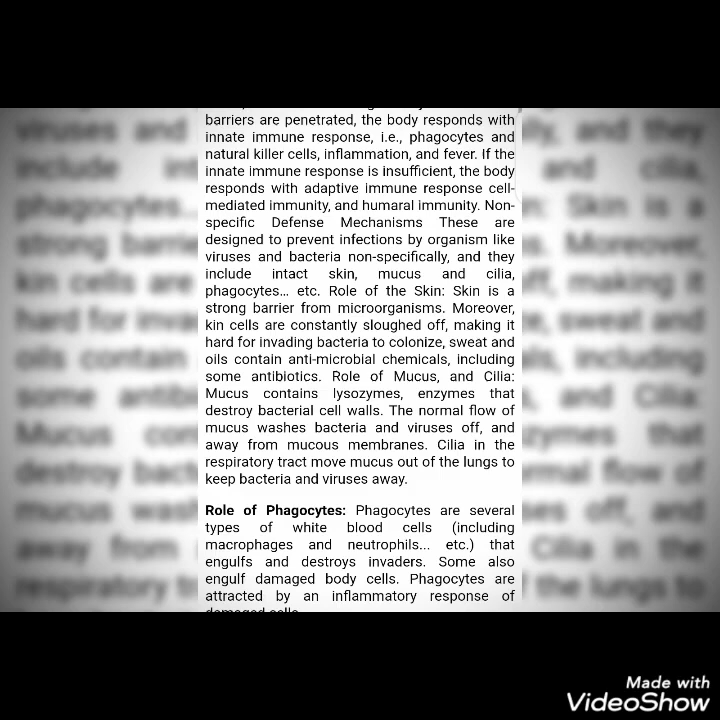 barriers are penetrated, the body responds with
innate immune response, i.e., phagocytes and
natural killer cells, inflammation, and fever. If the
innate immune response is insufficient, the body
responds with adaptive immune response cell-
mediated immunity, and humaral immunity. Non-
specific Defense Mechanisms These are
designed to prevent infections by organism like
viruses and bacteria non-specifically, and they
include intact skin, mucus and cilia,
phagocytes... etc. Role of the Skin: Skin is a
strong barrier from microorganisms. Moreover,
kin cells are constantly sloughed off, making it
hard for invading bacteria to colonize, sweat and
oils contain anti-microbial chemicals, including
some antibiotics. Role of Mucus, and Cilia:
Mucus contains lysozymes, enzymes that
destroy bacterial cell walls. The normal flow of
mucus washes bacteria and viruses off, and
away from mucous membranes. Cilia in the
respiratory tract move mucus out of the lungs to
keep bacteria and viruses away.
Role of Phagocytes: Phagocytes are several
types of white blood cells (including
macrophages and neutrophils... etc.) that
engulfs and destroys invaders. Some also
engulf damaged body cells. Phagocytes are
attracted by an inflammatory response of
damaged cells.
Made with
VideoShow